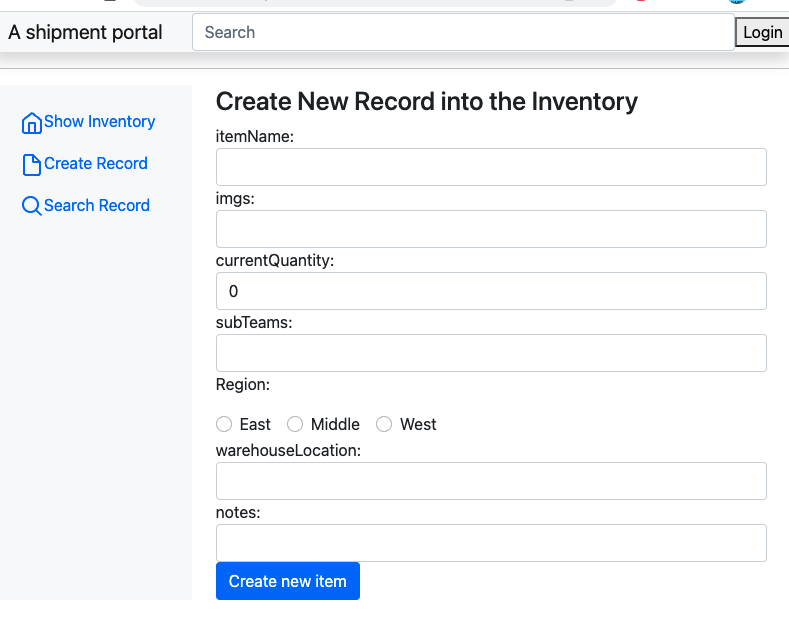 A shipment portal Search Login
Show Inventory
Create Record
Search Record
Create New Record into the Inventory
itemName:
imgs:
currentQuantity:
0
subTeams:
Region:
East Middle West
warehouseLocation:
notes:
Create new item